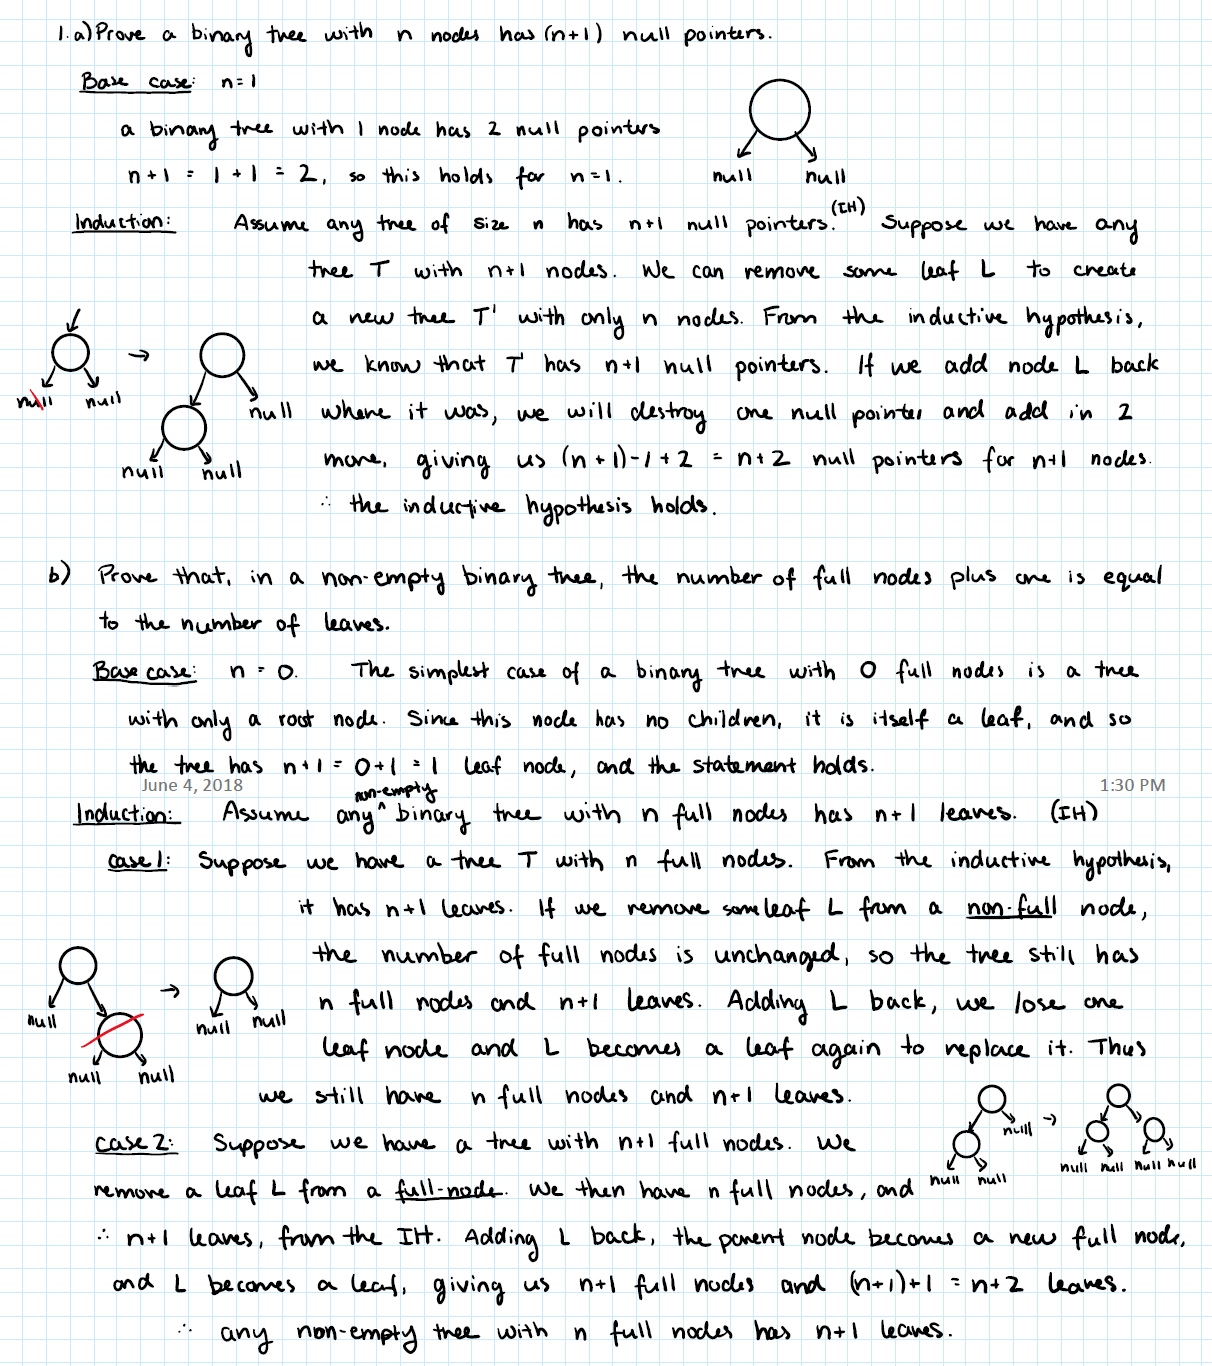 1. a) Prove a binary tree with n nodes has (n+1) null pointers.
Base case: n=1
a binary tree with 1 node has 2 null pointers
n+1 = 1+1 = 2, so this holds for n=1.
null null
Induction: Assume any tree of size n has n+1 null pointers. (IH) Suppose we have any
tree T with n+1 nodes. We can remove some leaf L to create
a new tree T' with only n nodes. From the inductive hypothesis,
we know that T' has n+1 null pointers. If we add node L back
where it was, we will destroy one null pointer and add in 2
more, giving us (n+1)-1+2 = n+2 null pointers for n+1 nodes.
∴ the inductive hypothesis holds.
→
null null
null
null null
b) Prove that, in a non-empty binary tree, the number of full nodes plus one is equal
to the number of leaves.
Base case: n = 0. The simplest case of a binary tree with 0 full nodes is a tree
with only a root node. Since this node has no children, it is itself a leaf, and so
the tree has n+1 = 0+1 = 1 leaf node, and the statement holds.
June 4, 2018 1:30 PM
Induction: Assume any ^non-empty binary tree with n full nodes has n+1 leaves. (IH)
case 1: Suppose we have a tree T with n full nodes. From the inductive hypothesis,
it has n+1 leaves. If we remove some leaf L from a non-full node,
the number of full nodes is unchanged, so the tree still has
n full nodes and n+1 leaves. Adding L back, we lose one
leaf node and L becomes a leaf again to replace it. Thus
we still have n full nodes and n+1 leaves.
→
null
null null
null null
case 2: Suppose we have a tree with n+1 full nodes. We
remove a leaf L from a full-node. We then have n full nodes, and
∴ n+1 leaves, from the IH. Adding L back, the parent node becomes a new full node,
and L becomes a leaf, giving us n+1 full nodes and (n+1)+1 = n+2 leaves.
∴ any non-empty tree with n full nodes has n+1 leaves.
→
null
null null
null null null null